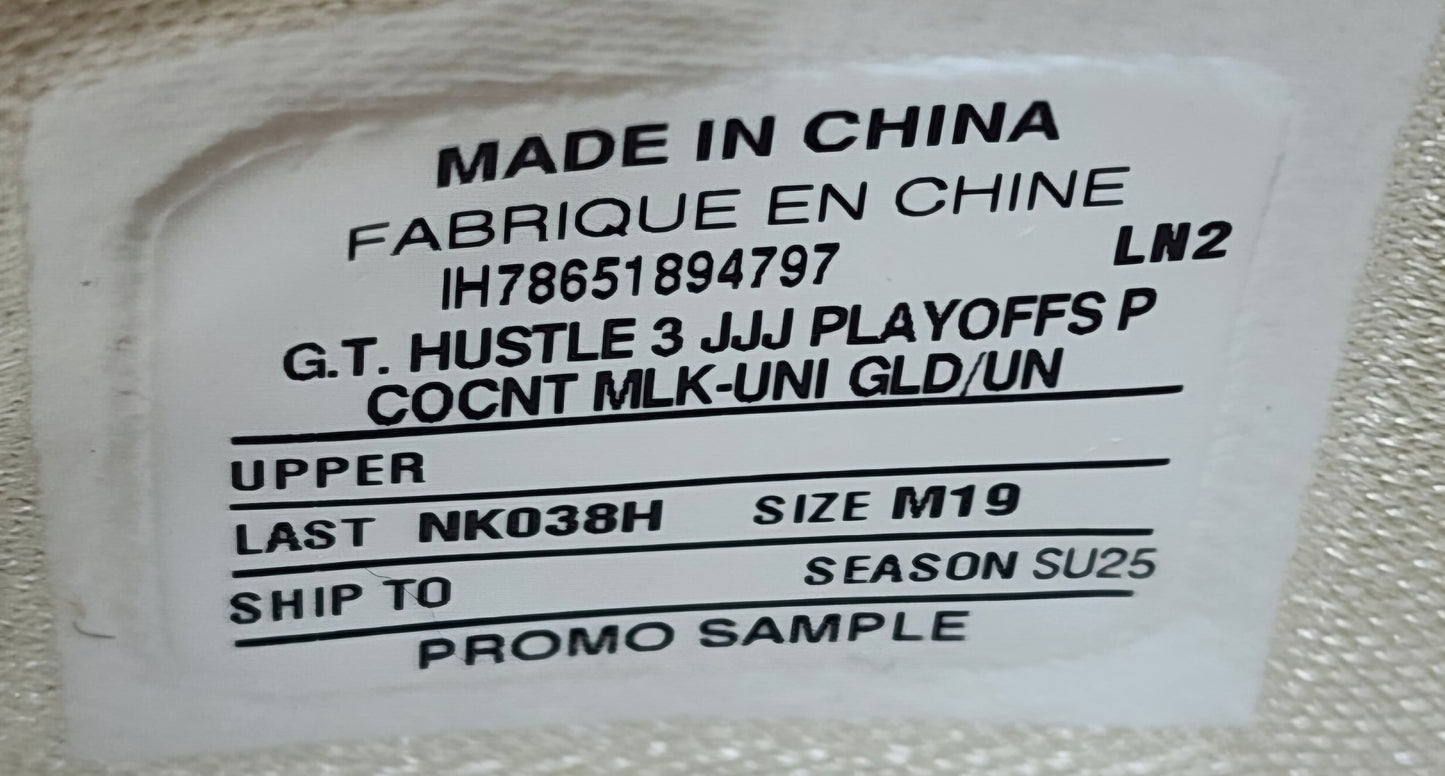 MADE IN CHINA
FABRIQUE EN CHINE
LN2
IH78651894797
G.T. HUSTLE 3 JJJ PLAYOFFS P
COCNT MLK-UNI GLD/UN
UPPER
LAST NK038H SIZE M19
SHIP TO SEASON SU25
PROMO SAMPLE